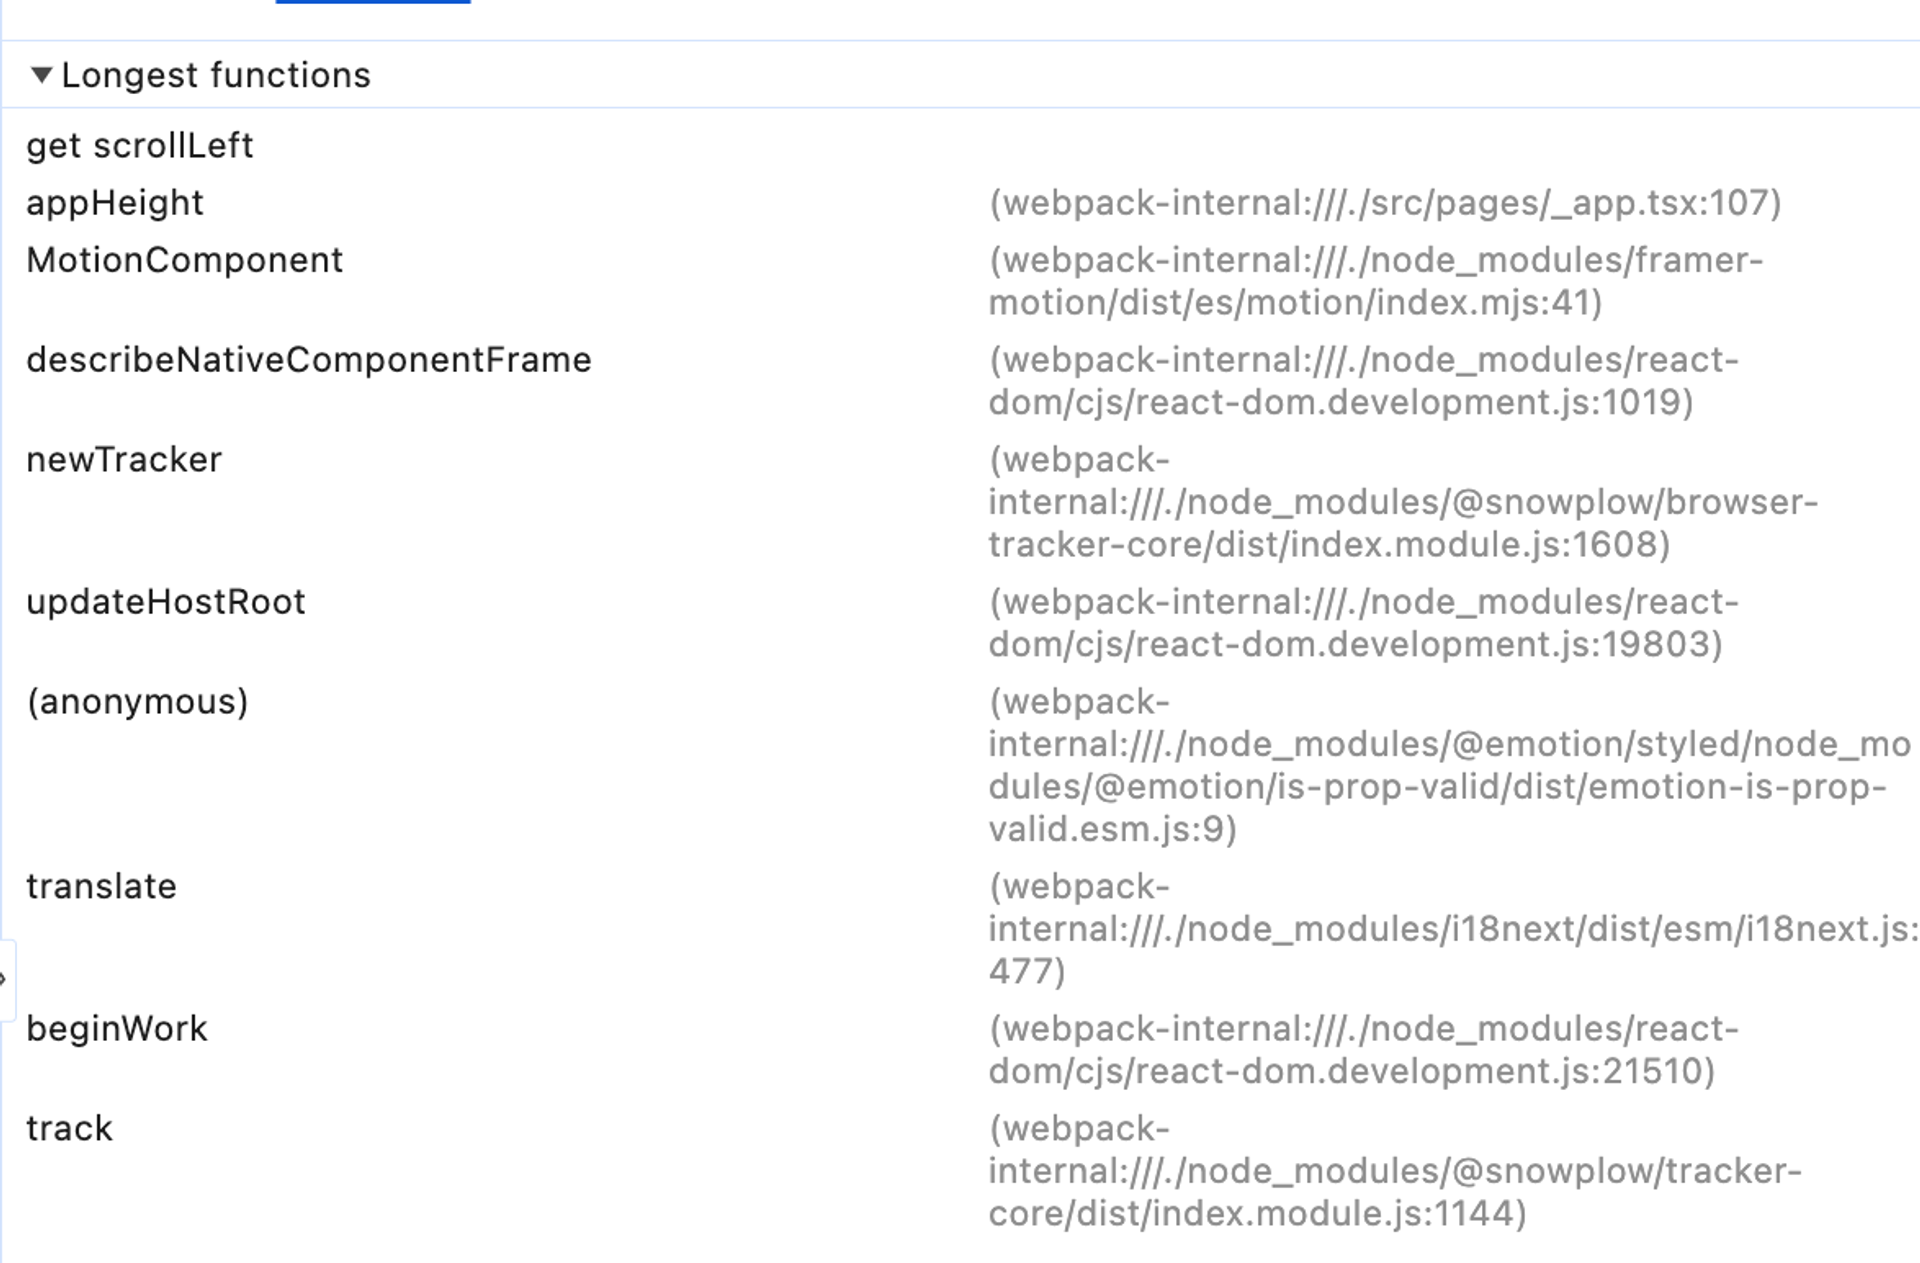 Longest functions
get scrollLeft
appHeight
(webpack-internal:///./src/pages/_app.tsx:107)
MotionComponent
(webpack-internal:///./node_modules/framer-
motion/dist/es/motion/index.mjs:41)
describeNativeComponentFrame
(webpack-internal:///./node_modules/react-
dom/cjs/react-dom.development.js:1019)
newTracker
(webpack-
internal:///./node_modules/@snowplow/browser-
tracker-core/dist/index.module.js:1608)
updateHostRoot
(webpack-internal:///./node_modules/react-
dom/cjs/react-dom.development.js:19803)
(anonymous)
(webpack-
internal:///./node_modules/@emotion/styled/node_mo
dules/@emotion/is-prop-valid/dist/emotion-is-prop-
valid.esm.js:9)
translate
(webpack-
internal:///./node_modules/i18next/dist/esm/i18next.js:
477)
beginWork
(webpack-internal:///./node_modules/react-
dom/cjs/react-dom.development.js:21510)
track
(webpack-
internal:///./node_modules/@snowplow/tracker-
core/dist/index.module.js:1144)